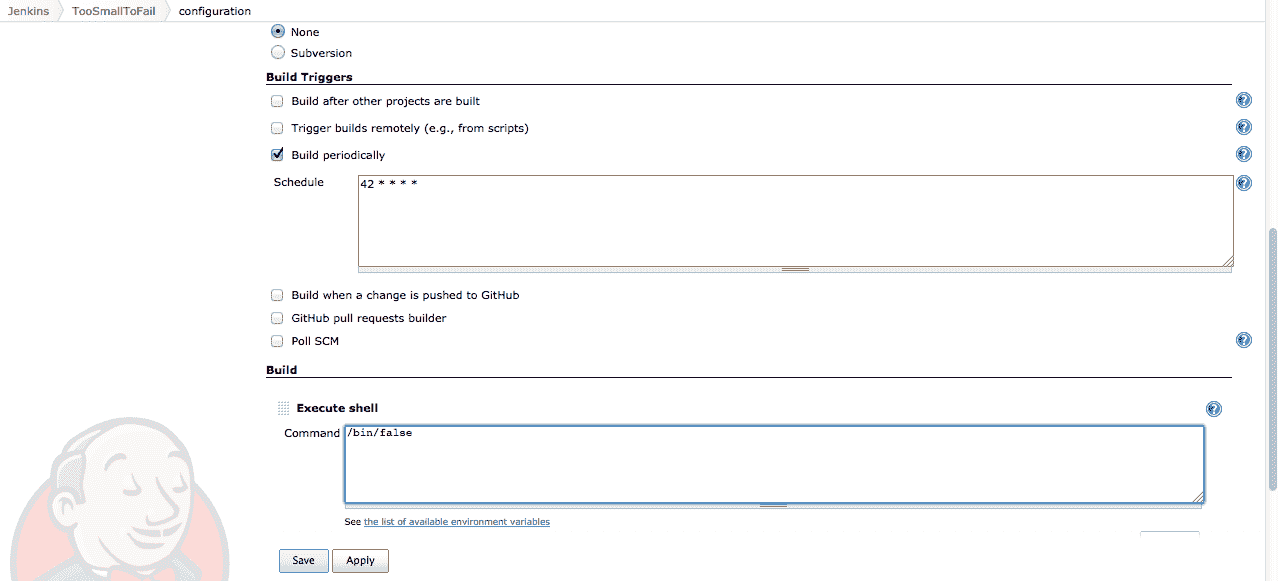 Jenkins TooSmallToFail configuration
None
Subversion
Build Triggers
Build after other projects are built
Trigger builds remotely (e.g., from scripts)
Build periodically
Schedule 42 * * * *
Build when a change is pushed to GitHub
GitHub pull requests builder
Poll SCM
Build
Execute shell
Command /bin/false
See the list of available environment variables
Save Apply